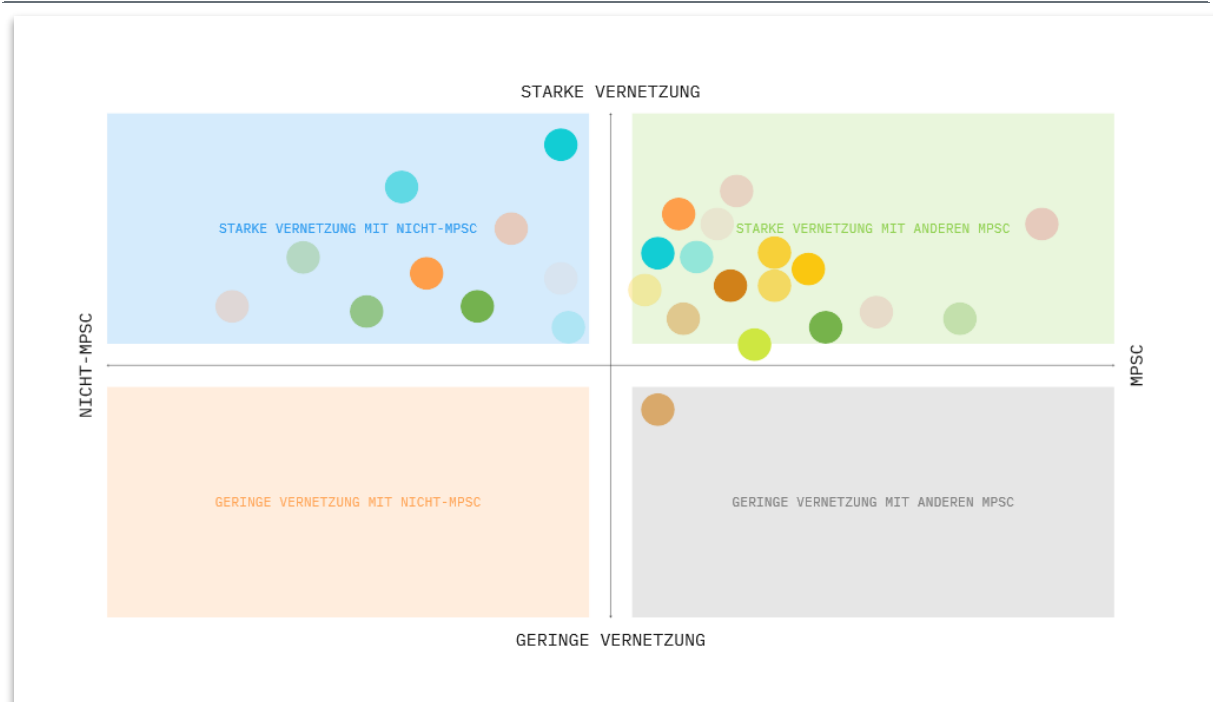 STARKE VERNETZUNG
STARKE VERNETZUNG MIT NICHT-MPSC
STARKE VERNETZUNG MIT ANDEREN MPSC
NICHT-MPSC
MPSC
GERINGE VERNETZUNG MIT NICHT-MPSC
GERINGE VERNETZUNG MIT ANDEREN MPSC
GERINGE VERNETZUNG